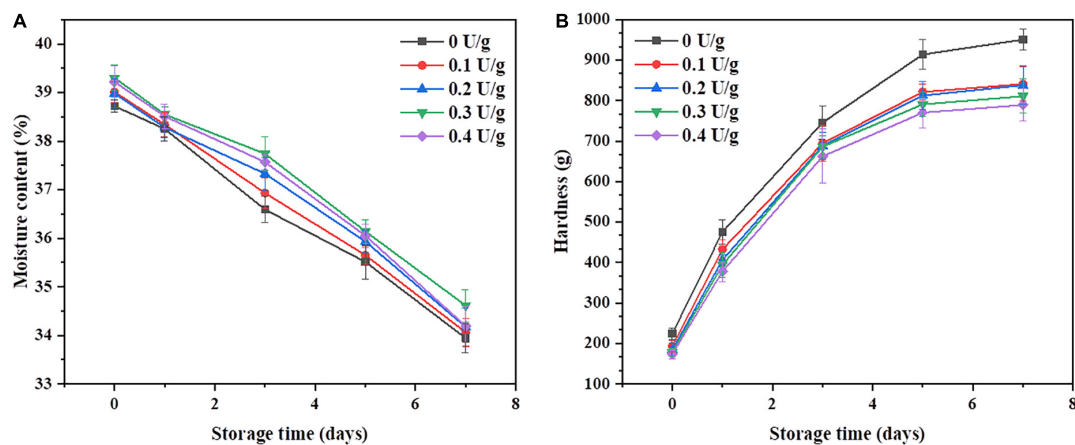 A
Moisture content (%)
40
39
38
37
36
35
34
33
0 U/g
0.1 U/g
0.2 U/g
0.3 U/g
0.4 U/g
0 2 4 6 8
Storage time (days)
B
Hardness (g)
1000
900
800
700
600
500
400
300
200
100
0 U/g
0.1 U/g
0.2 U/g
0.3 U/g
0.4 U/g
0 2 4 6 8
Storage time (days)